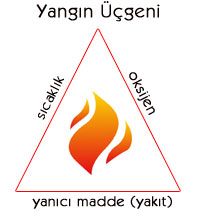 Yangın Üçgeni
sıcaklık
oksijen
yanıcı madde (yakıt)